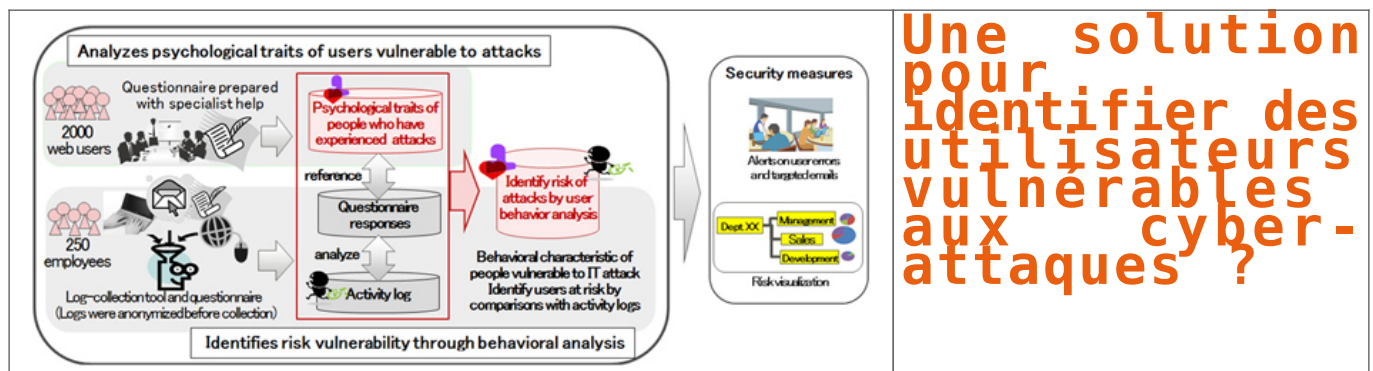 Analyzes psychological traits of users vulnerable to attacks
Questionnaire prepared
with specialist help
2000
web users
Psychological traits of
people who have
experienced attacks
reference
Questionnaire
responses
analyze
Activity log
250
employees
Log-collection tool and questionnaire
(Logs were anonymized before collection)
Identify risk of
attacks by user
behavior analysis
Behavioral characteristic of
people vulnerable to IT attack
Identify users at risk by
comparisons with activity logs
Identifies risk vulnerability through behavioral analysis
Security measures
Alerts on user errors
and targeted emails
Dept. XX
Management
Sales
Development
Risk visualization
Une solution
pour
identifier des
utilisateurs
vulnérables
aux cyber-
attaques ?